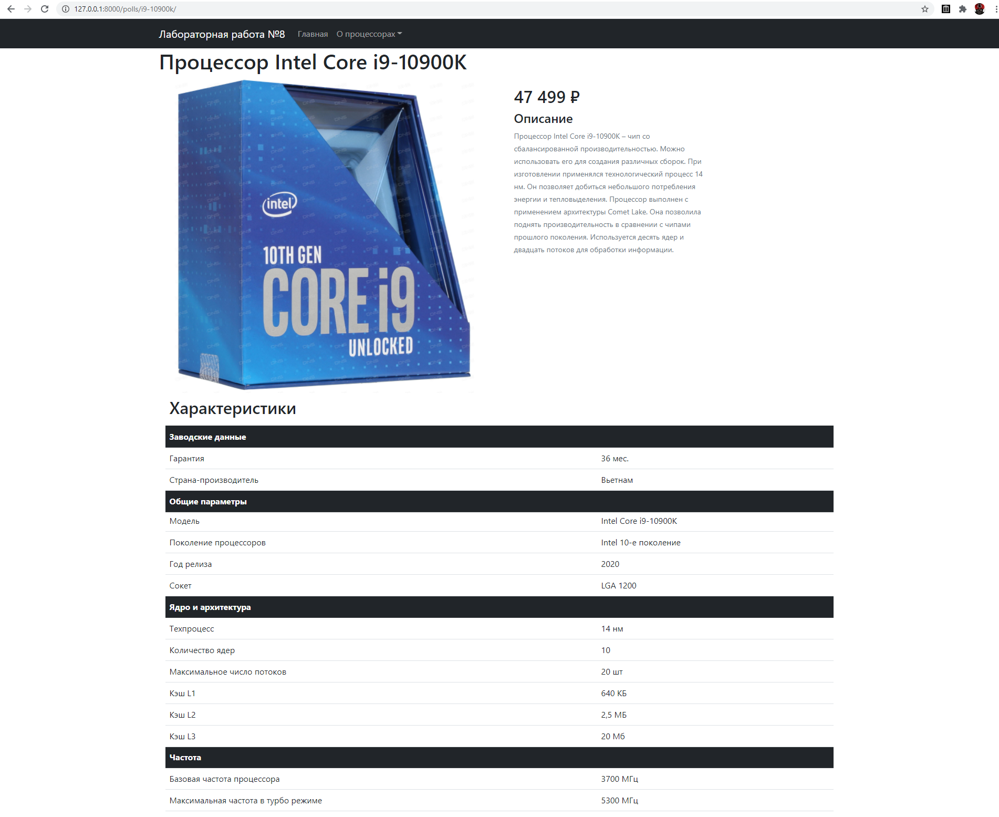 127.0.0.1:8000/polls/i9-10900k/
Лабораторная работа №8 Главная О процессорах
Процессор Intel Core i9-10900K
intel
10TH GEN
CORE i9
UNLOCKED
47 499 ₽
Описание
Процессор Intel Core i9-10900K – чип со
сбалансированной производительностью. Можно
использовать его для создания различных сборок. При
изготовлении применялся технологический процесс 14
нм. Он позволяет добиться небольшого потребления
энергии и тепловыделения. Процессор выполнен с
применением архитектуры Comet Lake. Она позволила
поднять производительность в сравнении с чипами
прошлого поколения. Используется десять ядер и
двадцать потоков для обработки информации.
Характеристики
Заводские данные
Гарантия 36 мес.
Страна-производитель Вьетнам
Общие параметры
Модель Intel Core i9-10900K
Поколение процессоров Intel 10-е поколение
Год релиза 2020
Сокет LGA 1200
Ядро и архитектура
Техпроцесс 14 нм
Количество ядер 10
Максимальное число потоков 20 шт
Кэш L1 640 КБ
Кэш L2 2,5 МБ
Кэш L3 20 Мб
Частота
Базовая частота процессора 3700 МГц
Максимальная частота в турбо режиме 5300 МГц